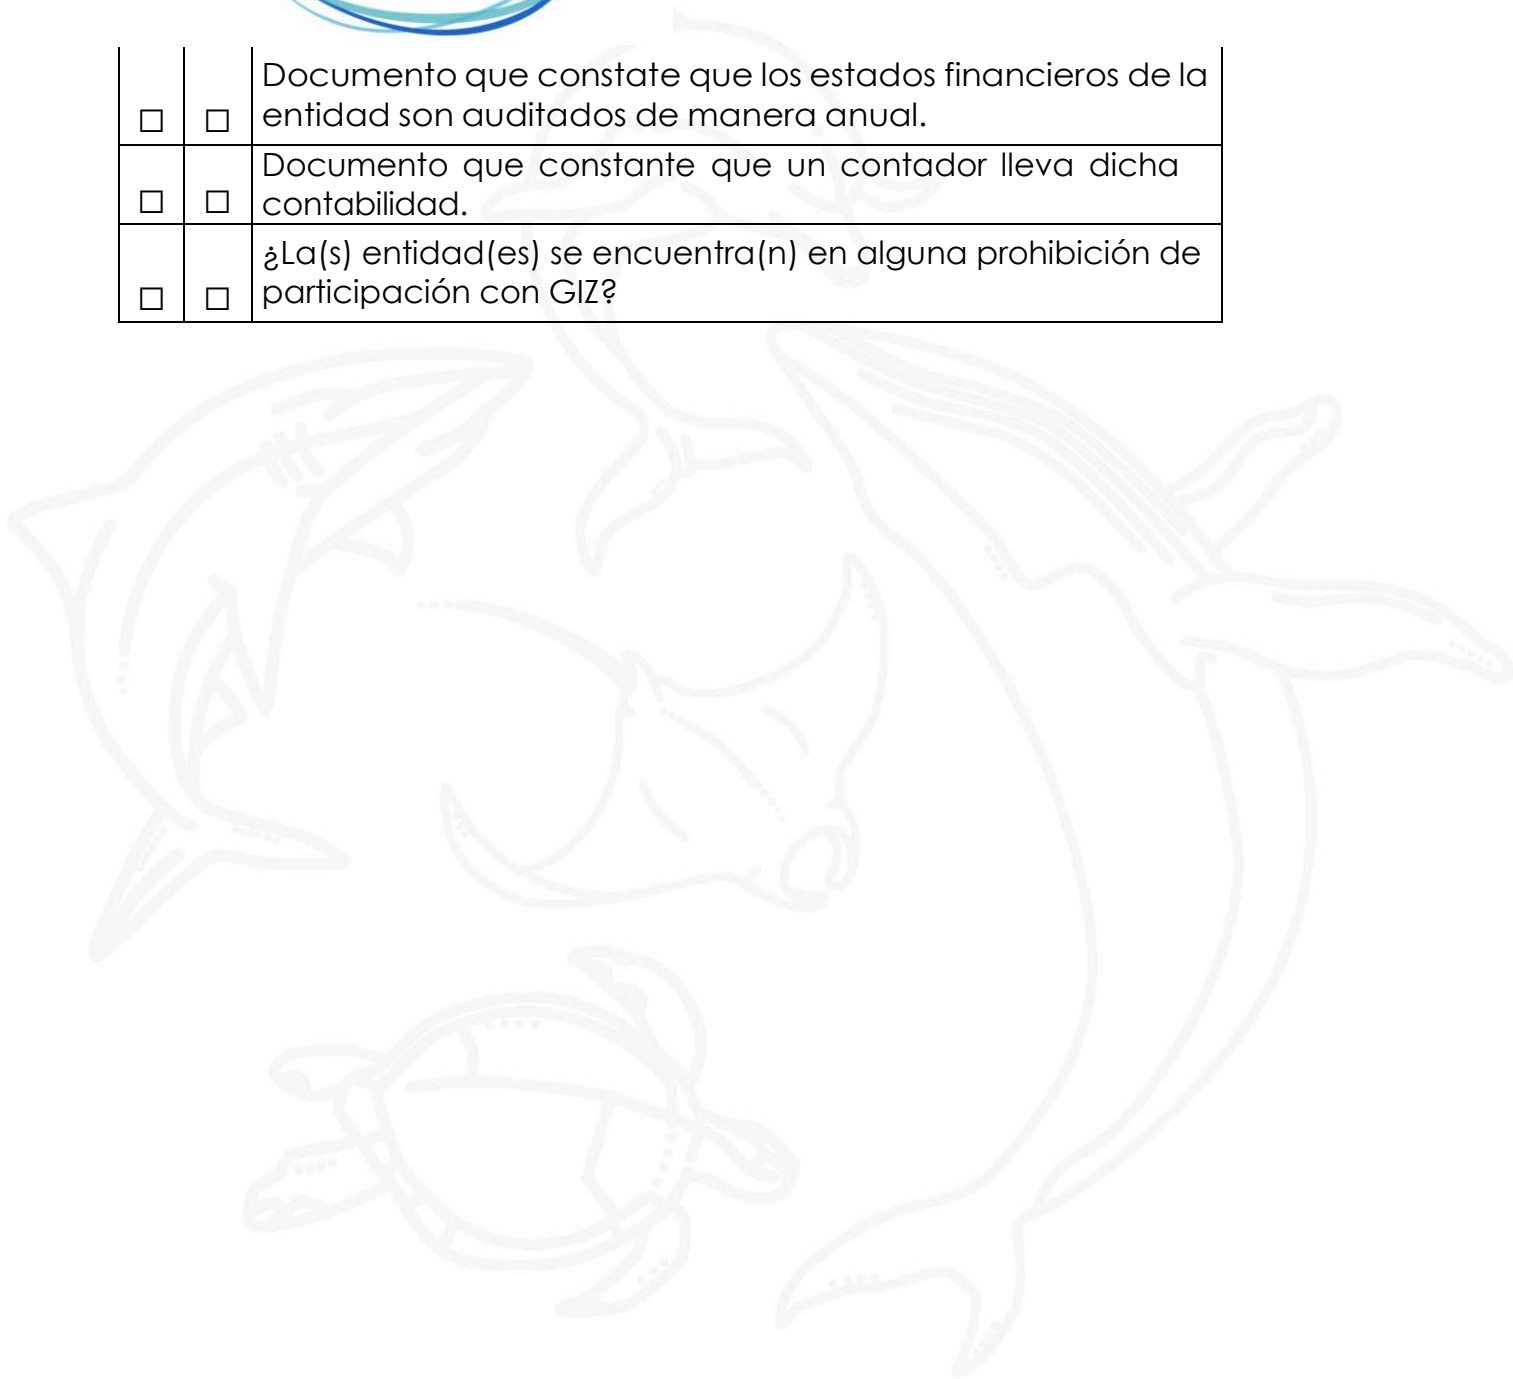 Documento que constate que los estados financieros de la
☐ ☐ entidad son auditados de manera anual.
Documento que constante que un contador lleva dicha
☐ ☐ contabilidad.
¿La(s) entidad(es) se encuentra(n) en alguna prohibición de
☐ ☐ participación con GIZ?